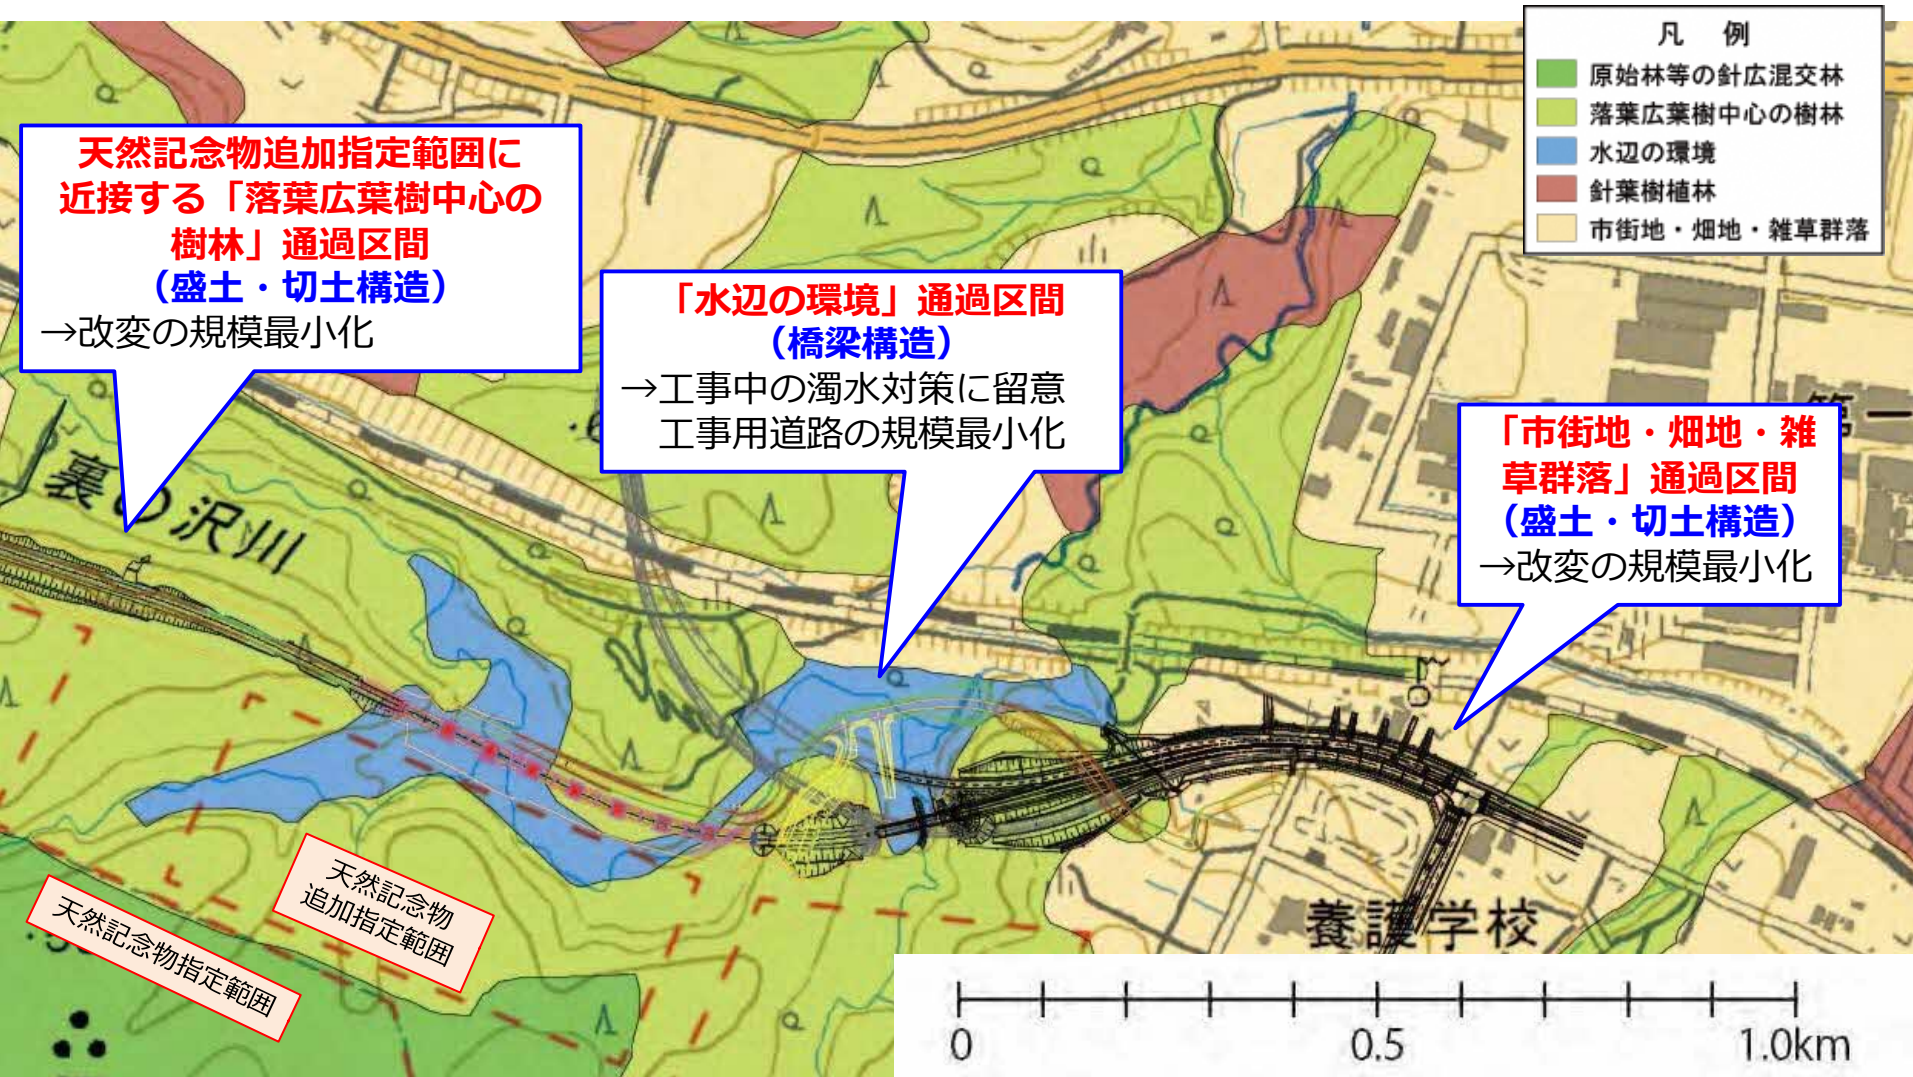 凡　例
原始林等の針広混交林
落葉広葉樹中心の樹林
水辺の環境
針葉樹植林
市街地・畑地・雑草群落
天然記念物追加指定範囲に
近接する「落葉広葉樹中心の
樹林」通過区間
（盛土・切土構造）
→改変の規模最小化
「水辺の環境」通過区間
（橋梁構造）
→工事中の濁水対策に留意
工事用道路の規模最小化
「市街地・畑地・雑
草群落」通過区間
（盛土・切土構造）
→改変の規模最小化
第一
裏の沢川
天然記念物
追加指定範囲
天然記念物指定範囲
養護学校
0
0.5
1.0km